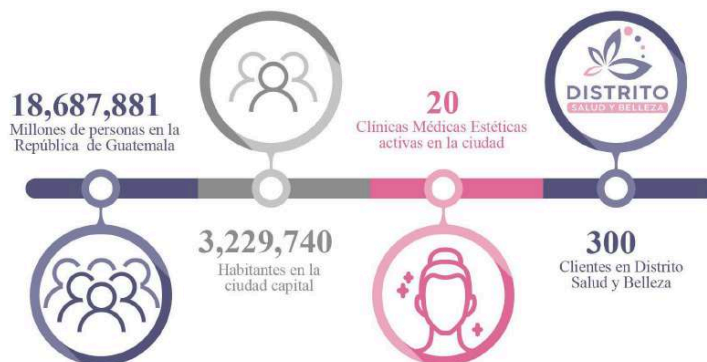 18,687,881
Millones de personas en la
República de Guatemala
3,229,740
Habitantes en la
ciudad capital
20
Clínicas Médicas Estéticas
activas en la ciudad
DISTRITO
SALUD Y BELLEZA
300
Clientes en Distrito
Salud y Belleza